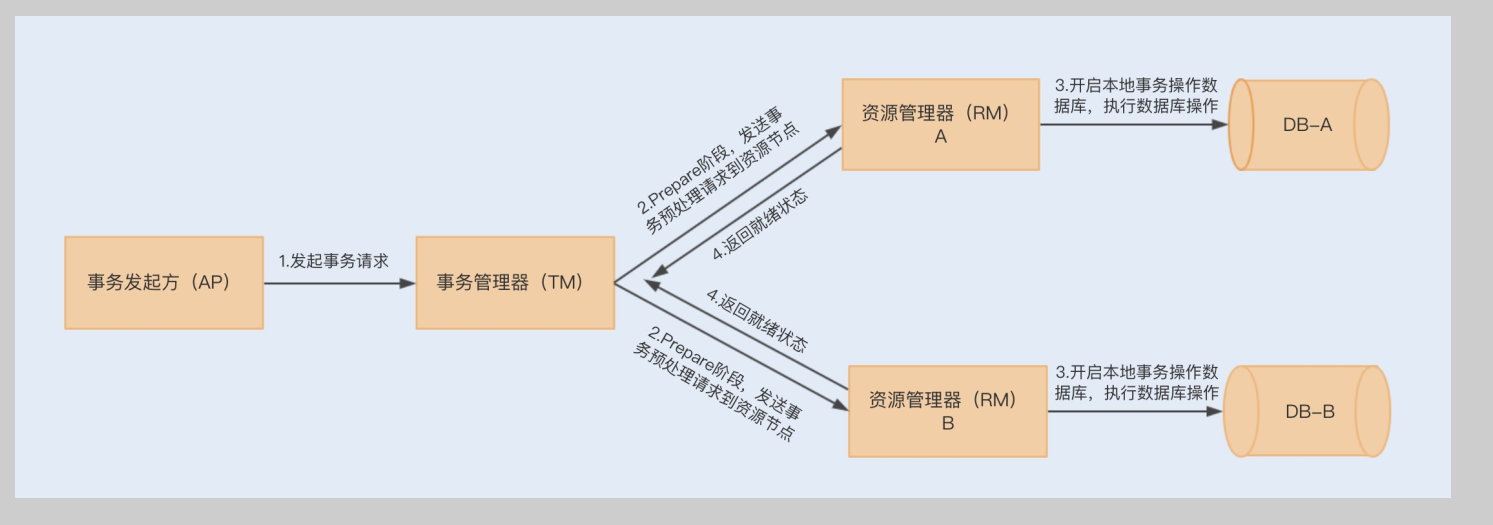 事务发起方（AP）
1.发起事务请求
事务管理器（TM）
2.Prepare阶段，发送事
务预处理请求到资源节点
4.返回就绪状态
资源管理器（RM）
A
3.开启本地事务操作数
据库，执行数据库操作
DB-A
4.返回就绪状态
2.Prepare阶段，发送事
务预处理请求到资源节点
资源管理器（RM）
B
3.开启本地事务操作数
据库，执行数据库操作
DB-B